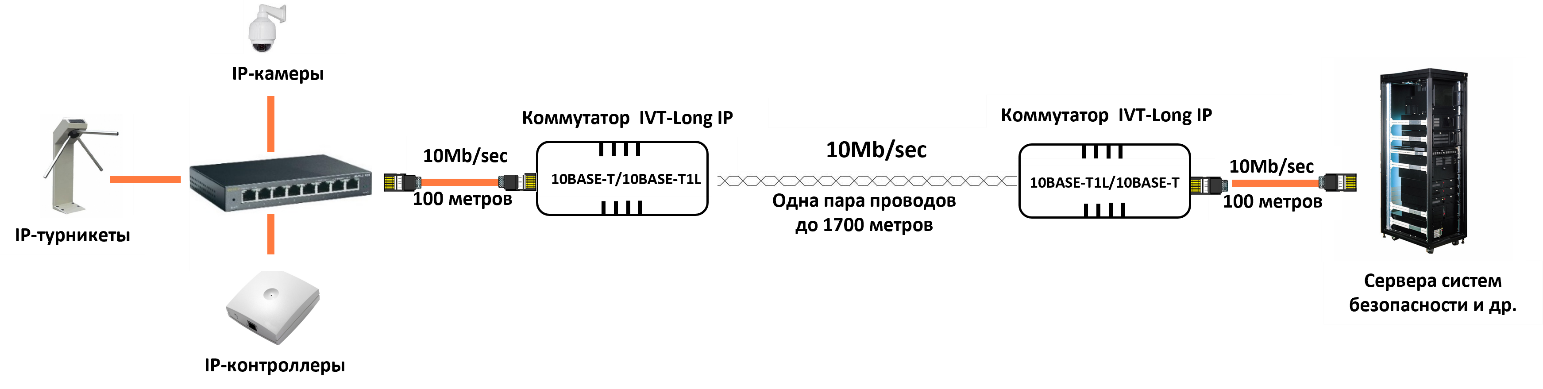 IP-камеры
IP-турникеты
IP-контроллеры
10Mb/sec
100 метров
Коммутатор IVT-Long IP
10BASE-T/10BASE-T1L
10Mb/sec
Одна пара проводов
до 1700 метров
Коммутатор IVT-Long IP
10BASE-T1L/10BASE-T
10Mb/sec
100 метров
Сервера систем
безопасности и др.